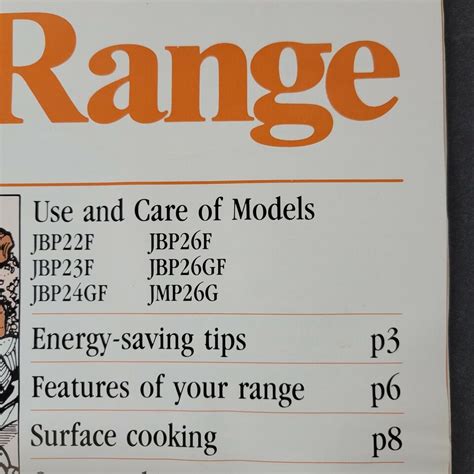 Range
Use and Care of Models
JBP22F JBP26F
JBP23F JBP26GF
JBP24GF JMP26G
Energy-saving tips p3
Features of your range p6
Surface cooking p8